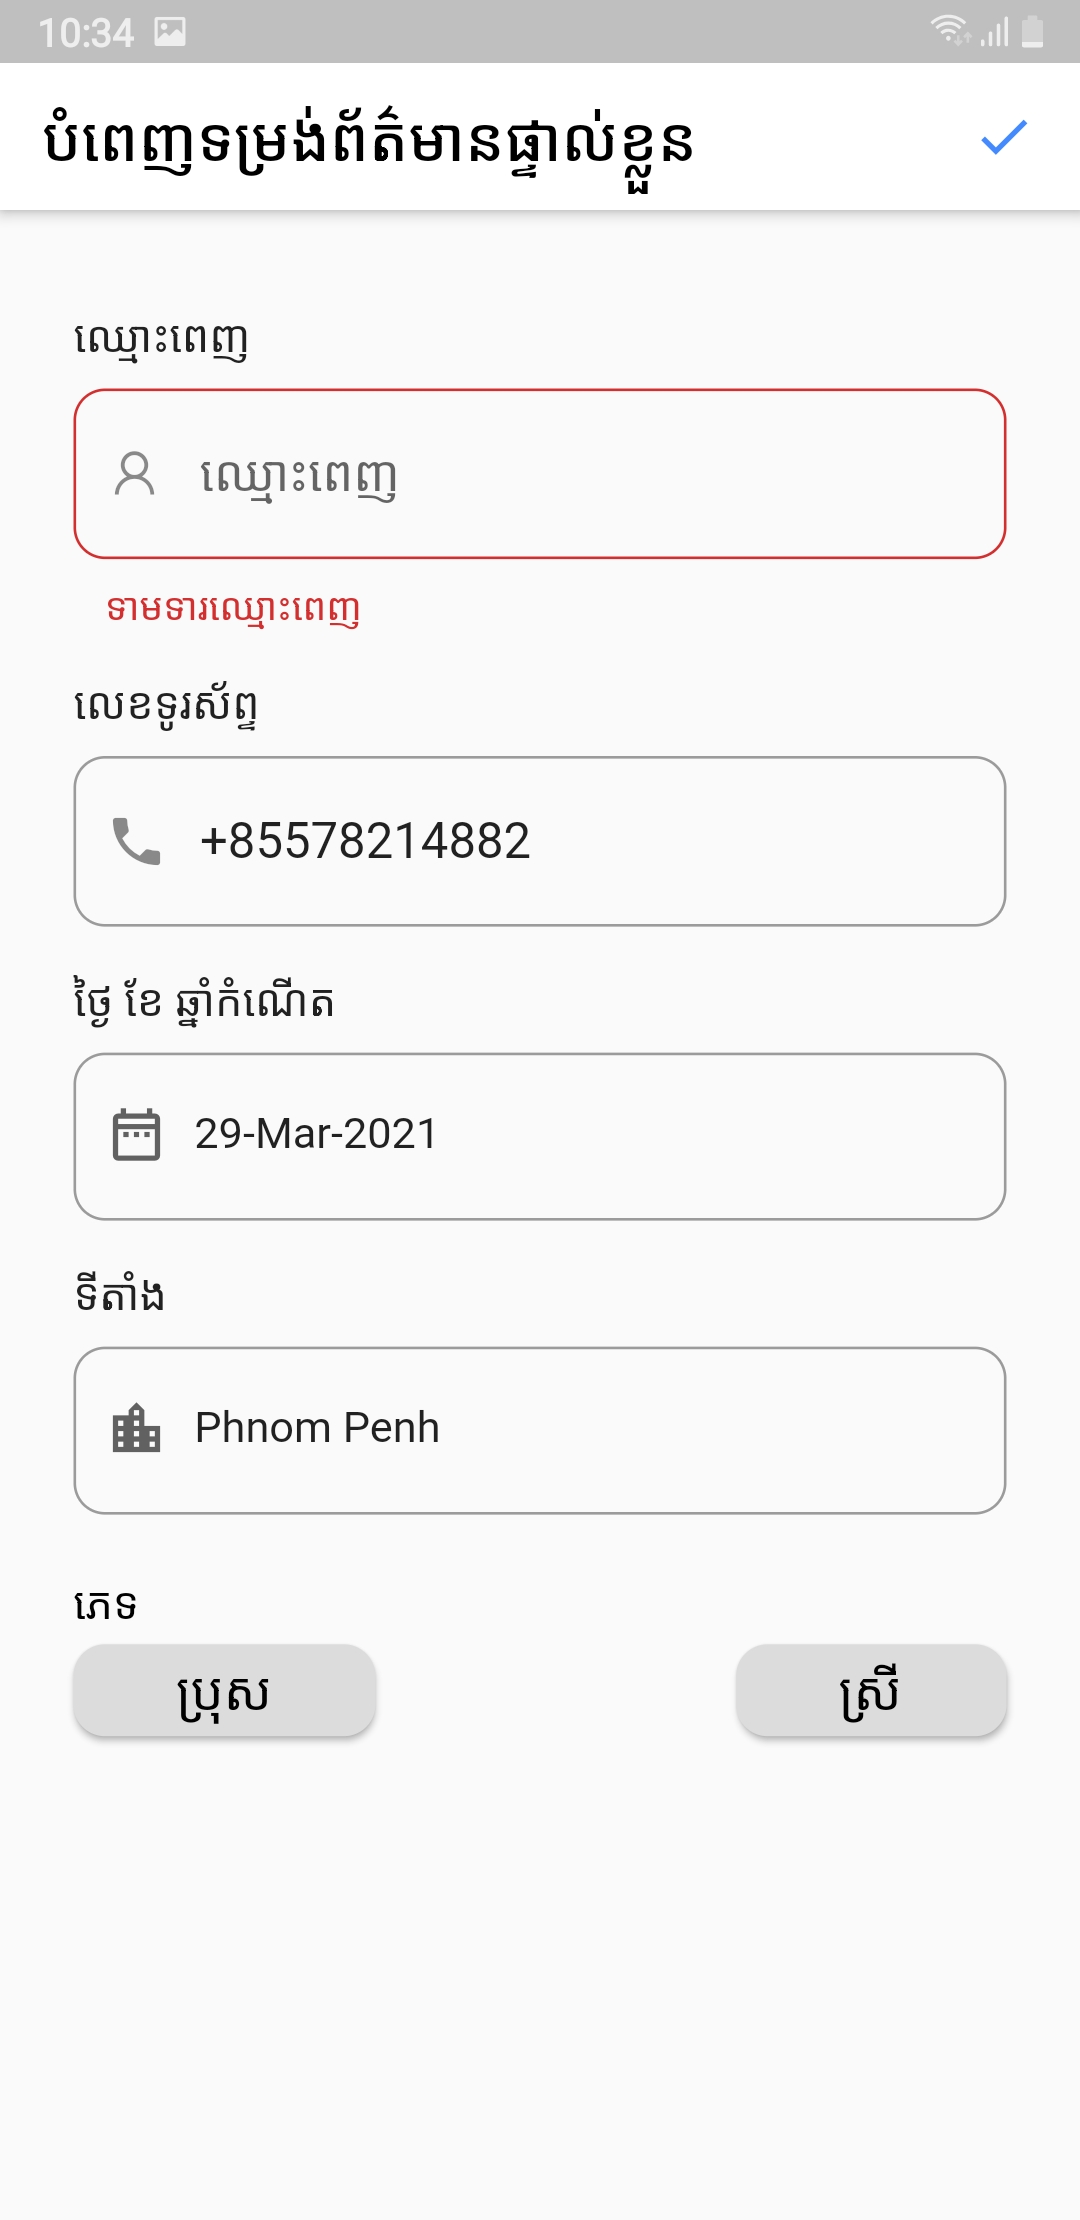 10:34
បំពេញទម្រង់ព័ត៌មានផ្ទាល់ខ្លួន
ឈ្មោះពេញ
ឈ្មោះពេញ
ទាមទារឈ្មោះពេញ
លេខទូរស័ព្ទ
+85578214882
ថ្ងៃ ខែ ឆ្នាំកំណើត
29-Mar-2021
ទីតាំង
Phnom Penh
ភេទ
ប្រុស
ស្រី